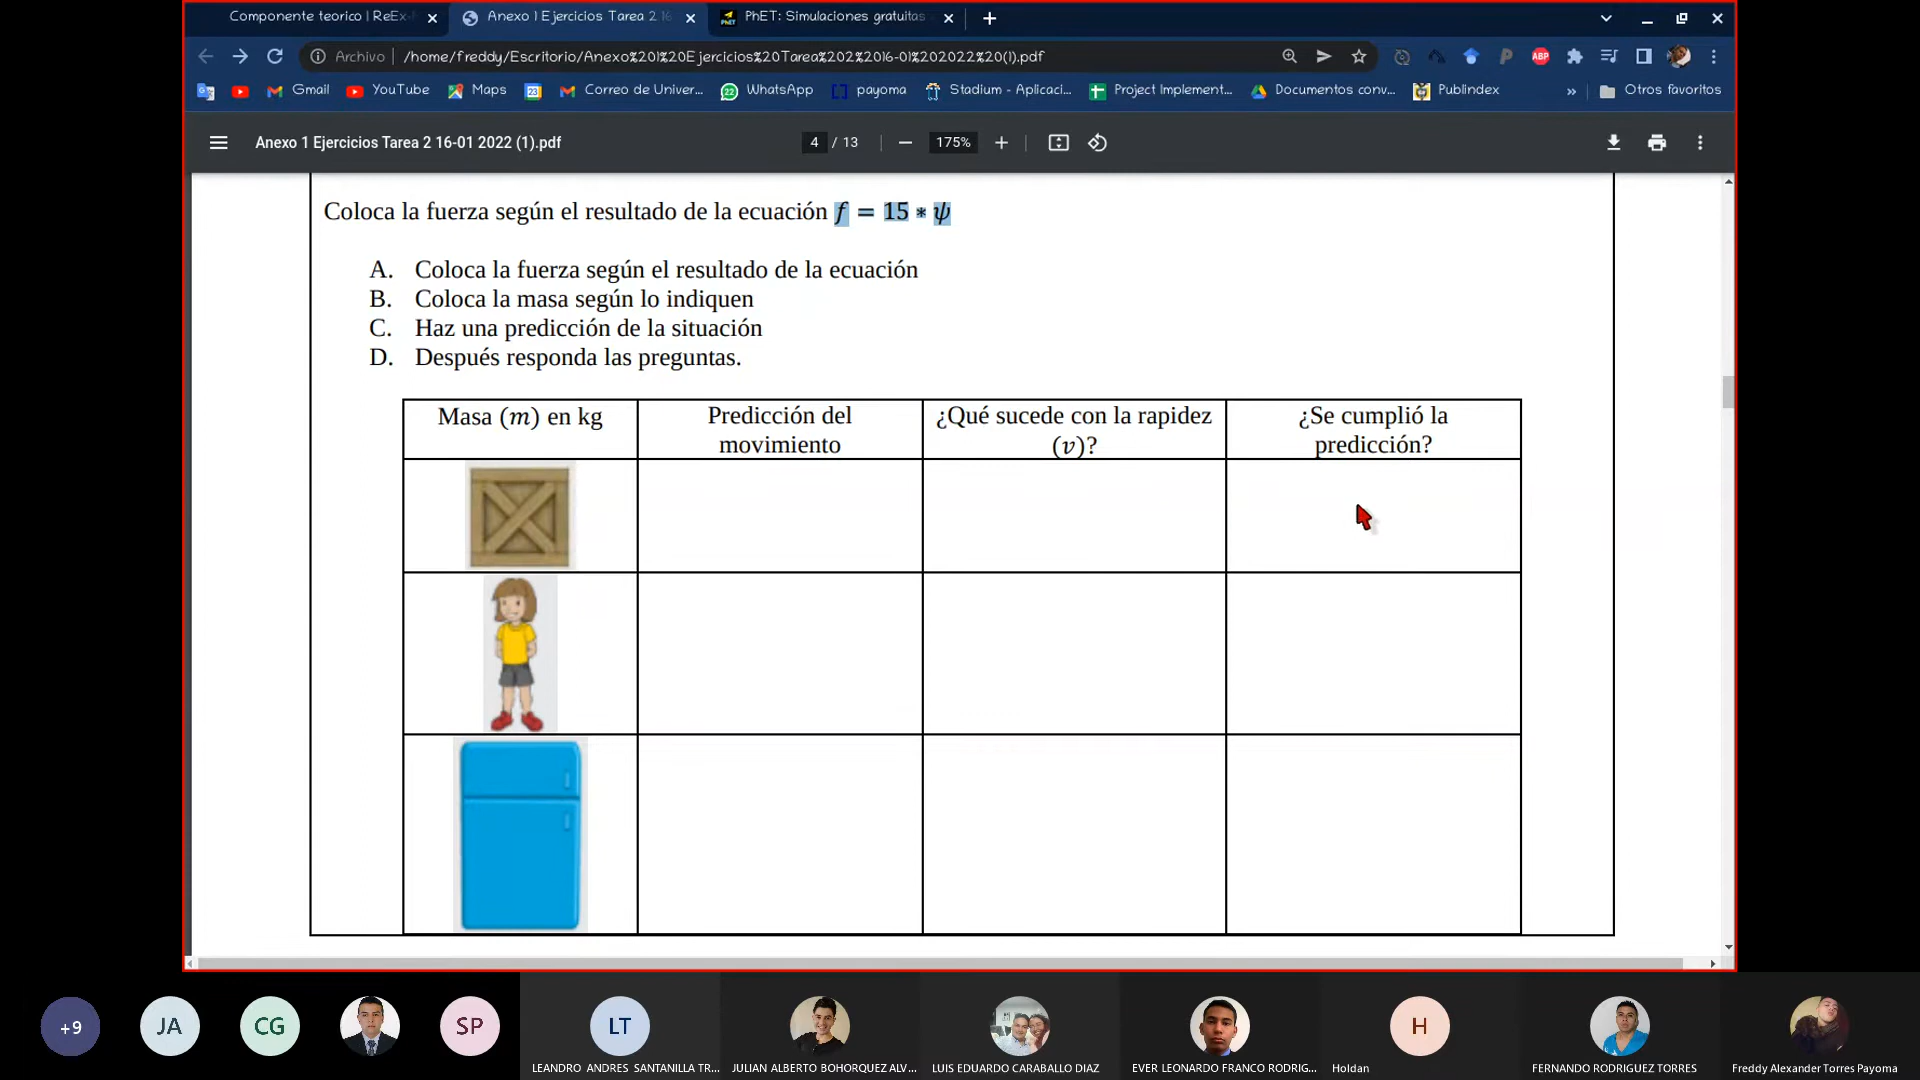 Componente teorico | ReEx-
Anexo 1 Ejercicios Tarea 2 16
PhET: Simulaciones gratuitas
Archivo
/home/freddy/Escritorio/Anexo%201%20Ejercicios%20Tarea%202%2016-01%202022%20(1).pdf
ABP
Gmail
YouTube
Maps
23
Correo de Univer...
22
WhatsApp
payoma
Stadium - Aplicaci...
Project Implement...
Documentos conv...
Publindex
»
Otros favoritos
Anexo 1 Ejercicios Tarea 2 16-01 2022 (1).pdf
4 / 13
175%
Coloca la fuerza según el resultado de la ecuación f = 15 * ψ
A. Coloca la fuerza según el resultado de la ecuación
B. Coloca la masa según lo indiquen
C. Haz una predicción de la situación
D. Después responda las preguntas.
Masa (m) en kg
Predicción del
movimiento
¿Qué sucede con la rapidez
(v)?
¿Se cumplió la
predicción?
+9
JA
CG
SP
LT
H
LEANDRO ANDRES SANTANILLA TR...
JULIAN ALBERTO BOHORQUEZ ALV...
LUIS EDUARDO CARABALLO DIAZ
EVER LEONARDO FRANCO RODRIG...
Holdan
FERNANDO RODRIGUEZ TORRES
Freddy Alexander Torres Payoma